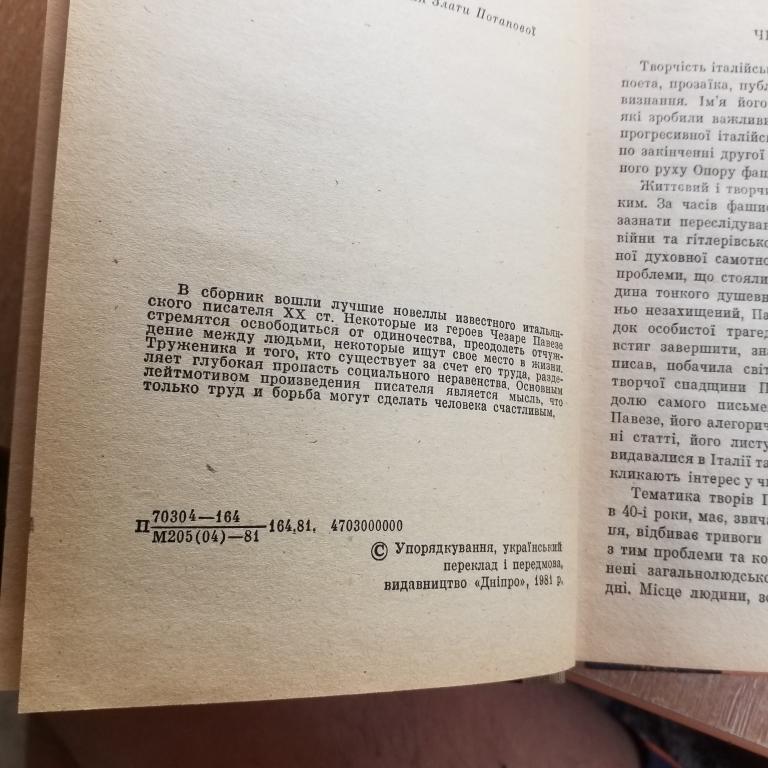 Злати Потапової
В сборник вошли лучшие новеллы известного итальян-
ского писателя XX ст. Некоторые из героев Чезаре Павезе
стремятся освободиться от одиночества, преодолеть отчуж-
дение между людьми, некоторые ищут свое место в жизни.
Труженика и того, кто существует за счет его труда, разде-
ляет глубокая пропасть социального неравенства. Основным
лейтмотивом произведения писателя является мысль, что
только труд и борьба могут сделать человека счастливым.
П 70304—164
М205(04)—81 164.81. 4703000000
© Упорядкування, український
переклад і передмова,
видавництво «Дніпро», 1981 р.
Творчість італійсь
поета, прозаїка, публ
визнання. Ім'я його
які зробили важливи
прогресивної італійс
по закінченні другої
ного руху Опору фаш
Життєвий і творчи
ким. За часів фашис
зазнати переслідуван
війни та гітлерівсько
ної духовної самотно
проблеми, що стояли
дина тонкого душевн
ньо незахищений, Па
док особистої трагед
встиг завершити, зна
писав, побачила світ
творчої спадщини П
долю самого письме
Павезе, його алегорич
ні статті, його листу
видавалися в Італії та
кликають інтерес у чи
Тематика творів П
в 40-і роки, має, звича
ця, відбиває тривоги
з тим проблеми та ко
нені загальнолюдсько
дні. Місце людини, зо